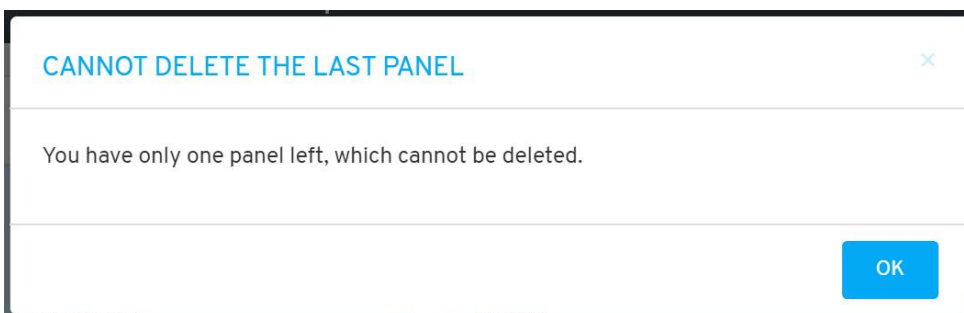 CANNOT DELETE THE LAST PANEL
×
You have only one panel left, which cannot be deleted.
OK